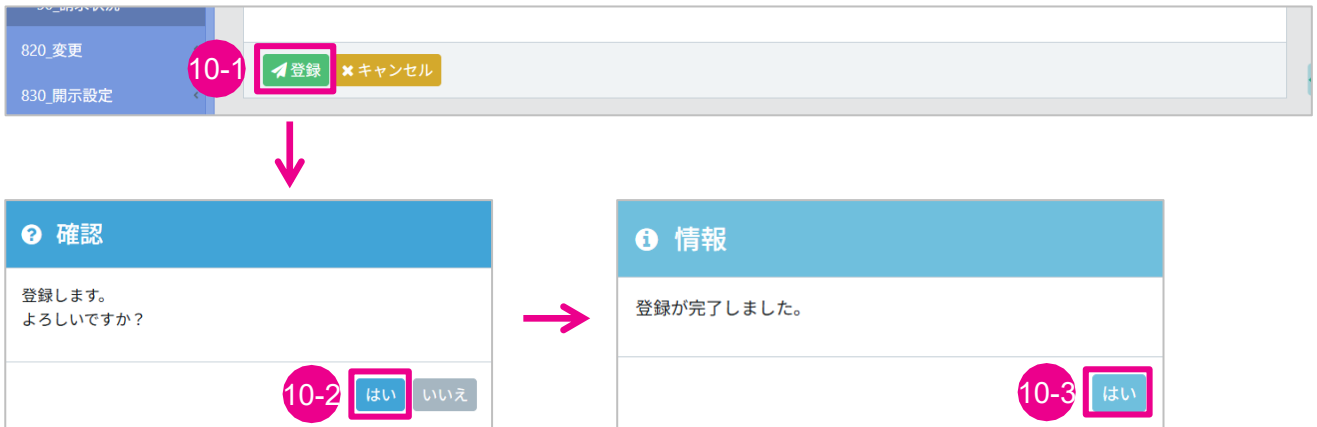 820_変更
10-1
登録
キャンセル
830_開示設定
確認
登録します。
よろしいですか？
10-2
はい
いいえ
情報
登録が完了しました。
10-3
はい